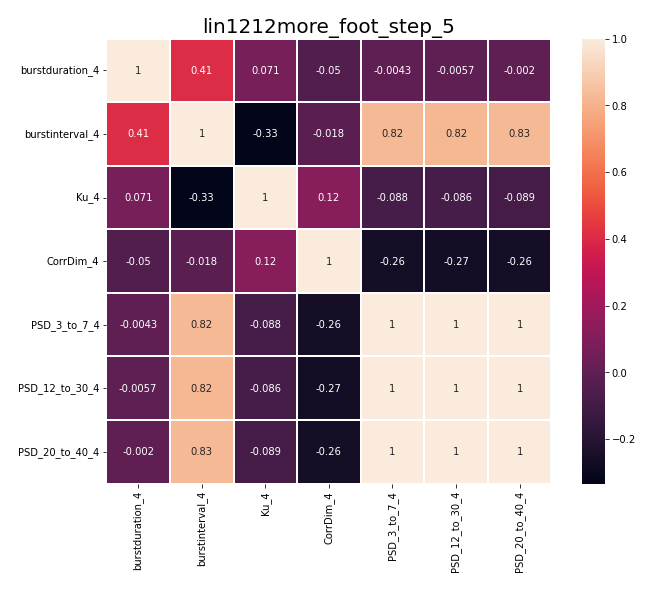 lin1212more_foot_step_5
burstduration_4 1 0.41 0.071 -0.05 -0.0043 -0.0057 -0.002
burstinterval_4 0.41 1 -0.33 -0.018 0.82 0.82 0.83
Ku_4 0.071 -0.33 1 0.12 -0.088 -0.086 -0.089
CorrDim_4 -0.05 -0.018 0.12 1 -0.26 -0.27 -0.26
PSD_3_to_7_4 -0.0043 0.82 -0.088 -0.26 1 1 1
PSD_12_to_30_4 -0.0057 0.82 -0.086 -0.27 1 1 1
PSD_20_to_40_4 -0.002 0.83 -0.089 -0.26 1 1 1
burstduration_4
burstinterval_4
Ku_4
CorrDim_4
PSD_3_to_7_4
PSD_12_to_30_4
PSD_20_to_40_4
1.0
0.8
0.6
0.4
0.2
0.0
−0.2